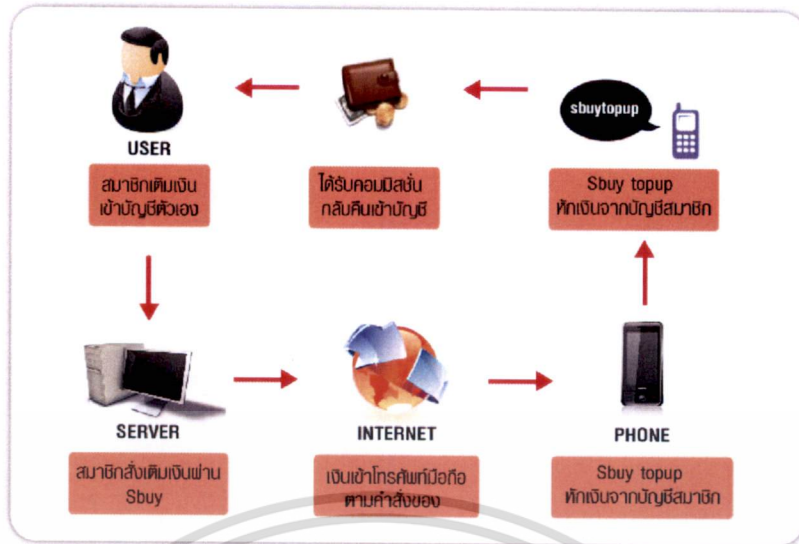 sbuytopup
USER
สมาชิกเติมเงิน
เข้าบัญชีตัวเอง
ได้รับคอมมิสชั่น
กลับคืนเข้าบัญชี
Sbuy topup
หักเงินจากบัญชีสมาชิก
SERVER
สมาชิกสั่งเติมเงินผ่าน
Sbuy
INTERNET
เงินเข้าโทรศัพท์มือถือ
ตามคำสั่งของ
PHONE
Sbuy topup
หักเงินจากบัญชีสมาชิก